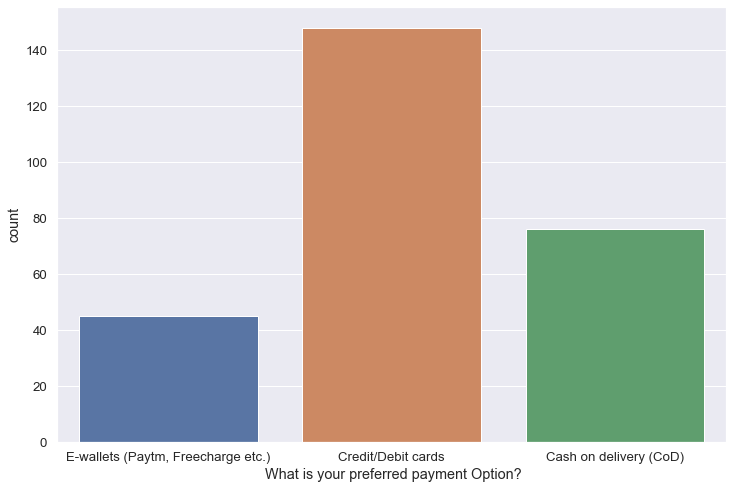 140
120
100
80
60
40
20
0
count
E-wallets (Paytm, Freecharge etc.)
Credit/Debit cards
Cash on delivery (CoD)
What is your preferred payment Option?